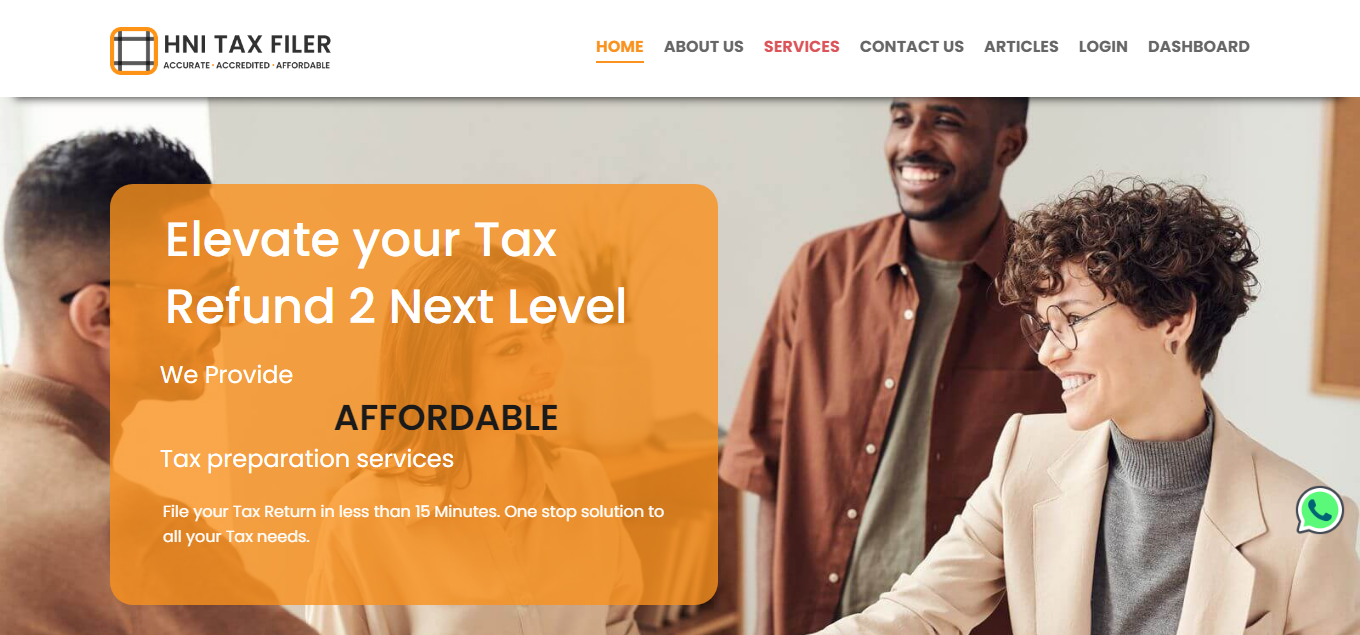 HNI TAX FILER
ACCURATE · ACCREDITED · AFFORDABLE
HOME ABOUT US SERVICES CONTACT US ARTICLES LOGIN DASHBOARD
Elevate your Tax
Refund 2 Next Level
We Provide
AFFORDABLE
Tax preparation services
File your Tax Return in less than 15 Minutes. One stop solution to
all your Tax needs.